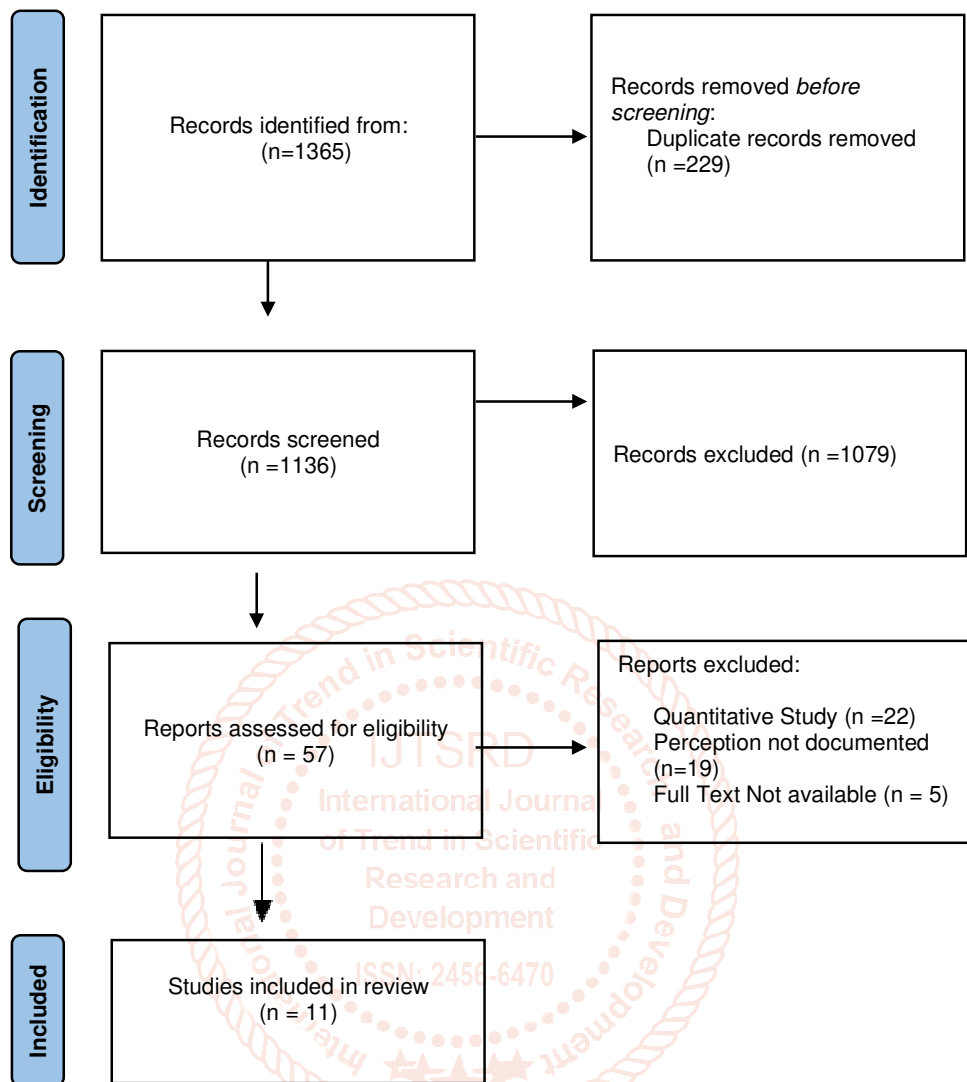 Identification
Records identified from:
(n=1365)
Records removed before
screening:
Duplicate records removed
(n =229)
Screening
Records screened
(n =1136)
Records excluded (n =1079)
Eligibility
Reports assessed for eligibility
(n = 57)
Reports excluded:
Quantitative Study (n =22)
Perception not documented
(n=19)
Full Text Not available (n = 5)
Included
Studies included in review
(n = 11)
International Journal of Trend in Scientific Research and Development
IJTSRD
International Journal
of Trend in Scientific
Research and
Development
ISSN: 2456-6470